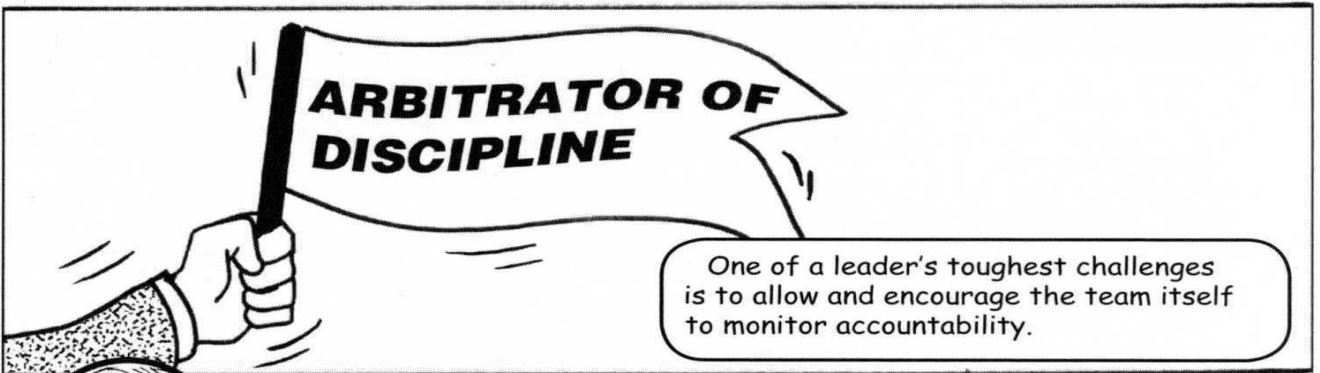 ARBITRATOR OF
DISCIPLINE
One of a leader's toughest challenges
is to allow and encourage the team itself
to monitor accountability.